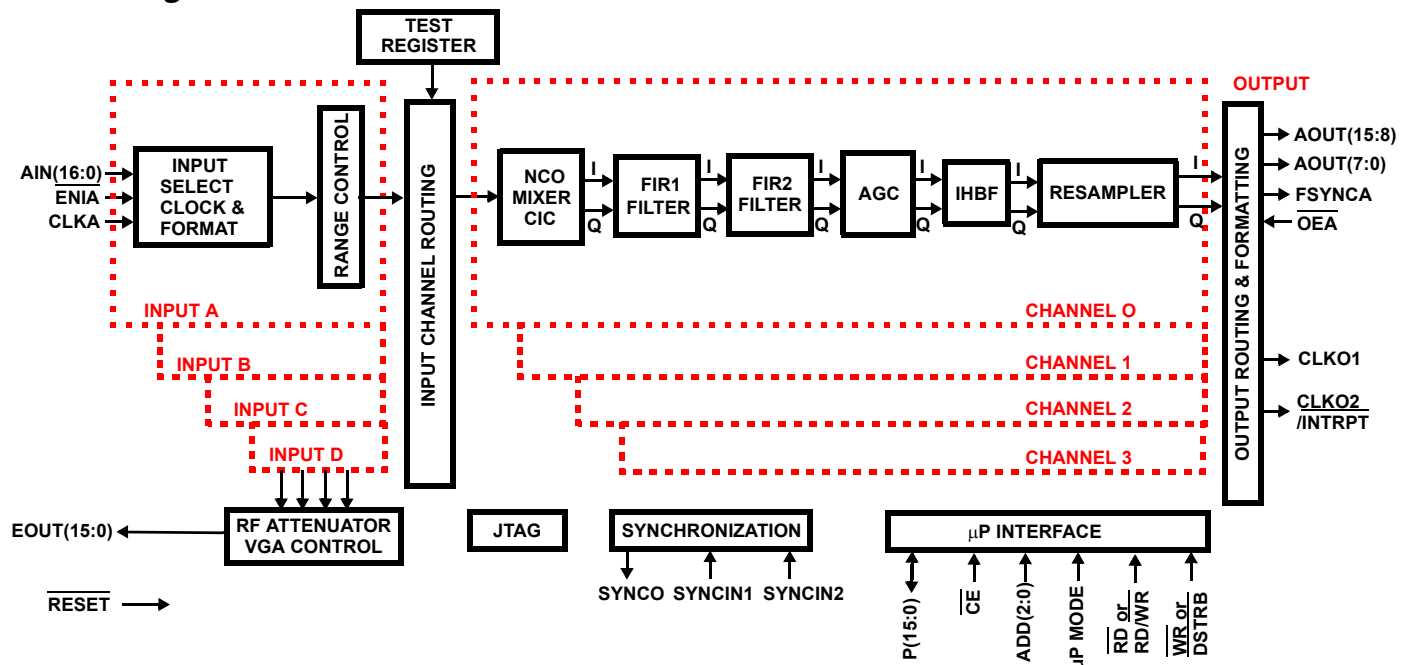 TEST
REGISTER
OUTPUT
AIN(16:0)
ENIA
CLKA
INPUT
SELECT
CLOCK &
FORMAT
RANGE CONTROL
INPUT A
INPUT B
INPUT C
INPUT D
INPUT CHANNEL ROUTING
NCO
MIXER
CIC
I
Q
FIR1
FILTER
I
Q
FIR2
FILTER
I
Q
AGC
I
Q
IHBF
I
Q
RESAMPLER
I
Q
CHANNEL O
CHANNEL 1
CHANNEL 2
CHANNEL 3
OUTPUT ROUTING & FORMATTING
AOUT(15:8)
AOUT(7:0)
FSYNCA
OEA
CLKO1
CLKO2
/INTRPT
EOUT(15:0)
RF ATTENUATOR
VGA CONTROL
JTAG
SYNCHRONIZATION
SYNCO SYNCIN1 SYNCIN2
μP INTERFACE
P(15:0)
CE
ADD(2:0)
μP MODE
RD or
RD/WR
WR or
DSTRB
RESET